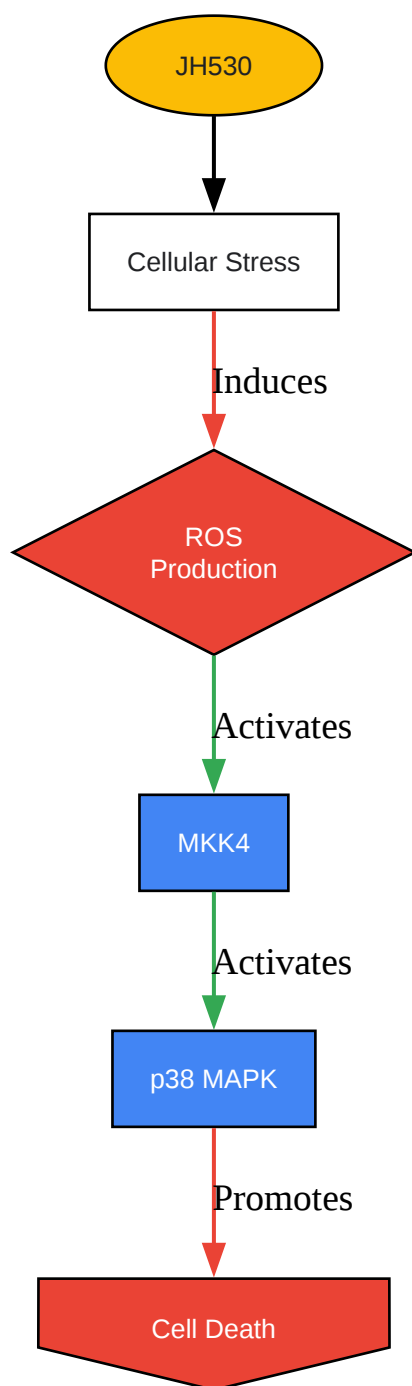 JH530
Cellular Stress
Induces
ROS
Production
Activates
MKK4
Activates
p38 MAPK
Promotes
Cell Death